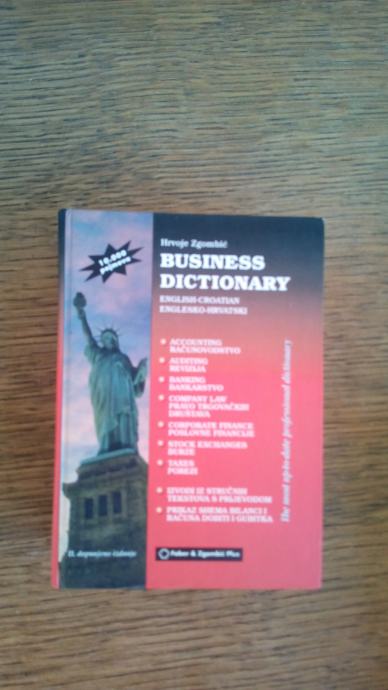 Hrvoje Zgombić
10.000
pojmova
BUSINESS
DICTIONARY
ENGLISH-CROATIAN
ENGLESKO-HRVATSKI
ACCOUNTING
RAČUNOVODSTVO
AUDITING
REVIZIJA
BANKING
BANKARSTVO
COMPANY LAW
PRAVO TRGOVAČKIH
DRUŠTAVA
CORPORATE FINANCE
POSLOVNE FINANCIJE
STOCK EXCHANGES
BURZE
TAXES
POREZI
IZVODI IZ STRUČNIH
TEKSTOVA S PRIJEVODOM
PRIKAZ SHEMA BILANCI I
RAČUNA DOBITI I GUBITKA
The most up-to-date professional dictionary
II. dopunjeno izdanje
Faber & Zgombić Plus